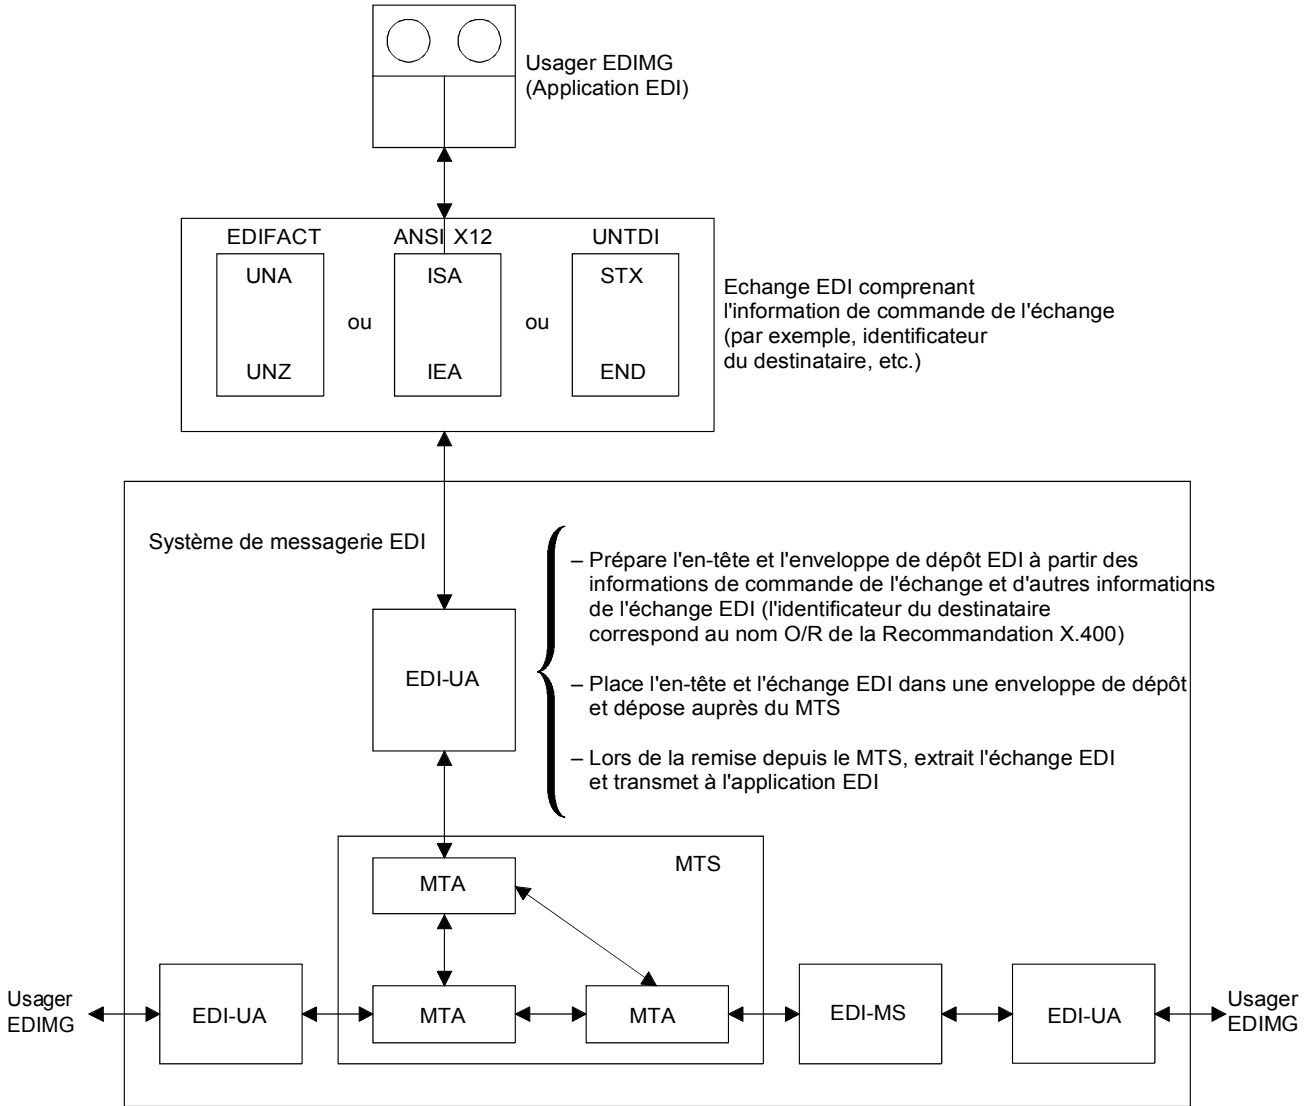 Usager EDIMG
(Application EDI)
EDIFACT
ANSI X12
UNTDI
UNA
ISA
STX
ou
ou
UNZ
IEA
END
Echange EDI comprenant
l'information de commande de l'échange
(par exemple, identificateur
du destinataire, etc.)
Système de messagerie EDI
– Prépare l'en-tête et l'enveloppe de dépôt EDI à partir des
informations de commande de l'échange et d'autres informations
de l'échange EDI (l'identificateur du destinataire
correspond au nom O/R de la Recommandation X.400)
EDI-UA
– Place l'en-tête et l'échange EDI dans une enveloppe de dépôt
et dépose auprès du MTS
– Lors de la remise depuis le MTS, extrait l'échange EDI
et transmet à l'application EDI
MTS
MTA
Usager
EDIMG
EDI-UA
MTA
MTA
EDI-MS
EDI-UA
Usager
EDIMG